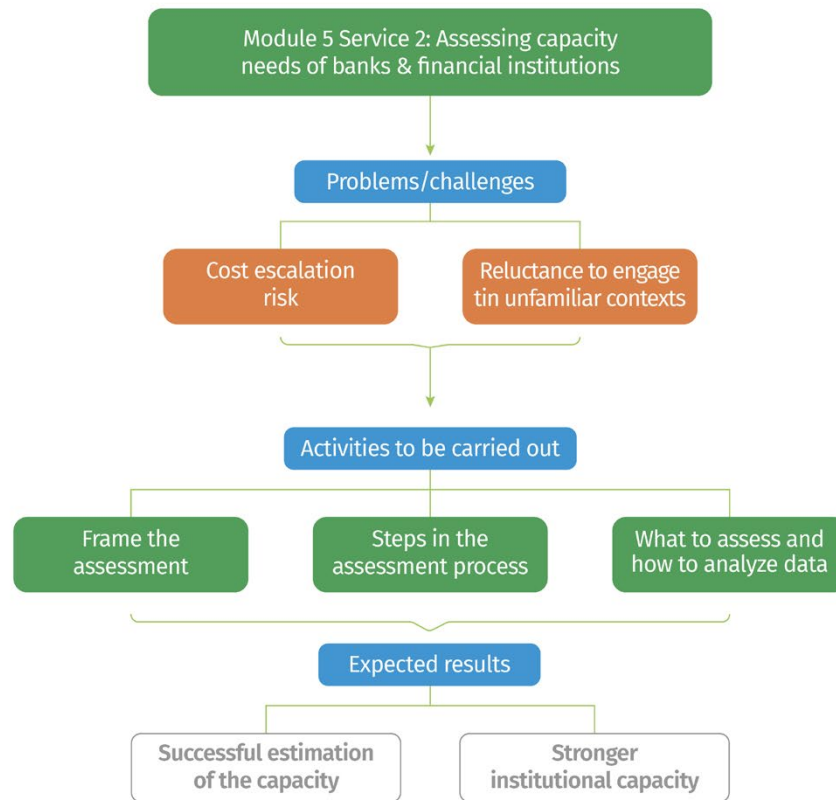 Module 5 Service 2: Assessing capacity
needs of banks & financial institutions
Problems/challenges
Cost escalation
risk
Reluctance to engage
tin unfamiliar contexts
Activities to be carried out
Frame the
assessment
Steps in the
assessment process
What to assess and
how to analyze data
Expected results
Successful estimation
of the capacity
Stronger
institutional capacity